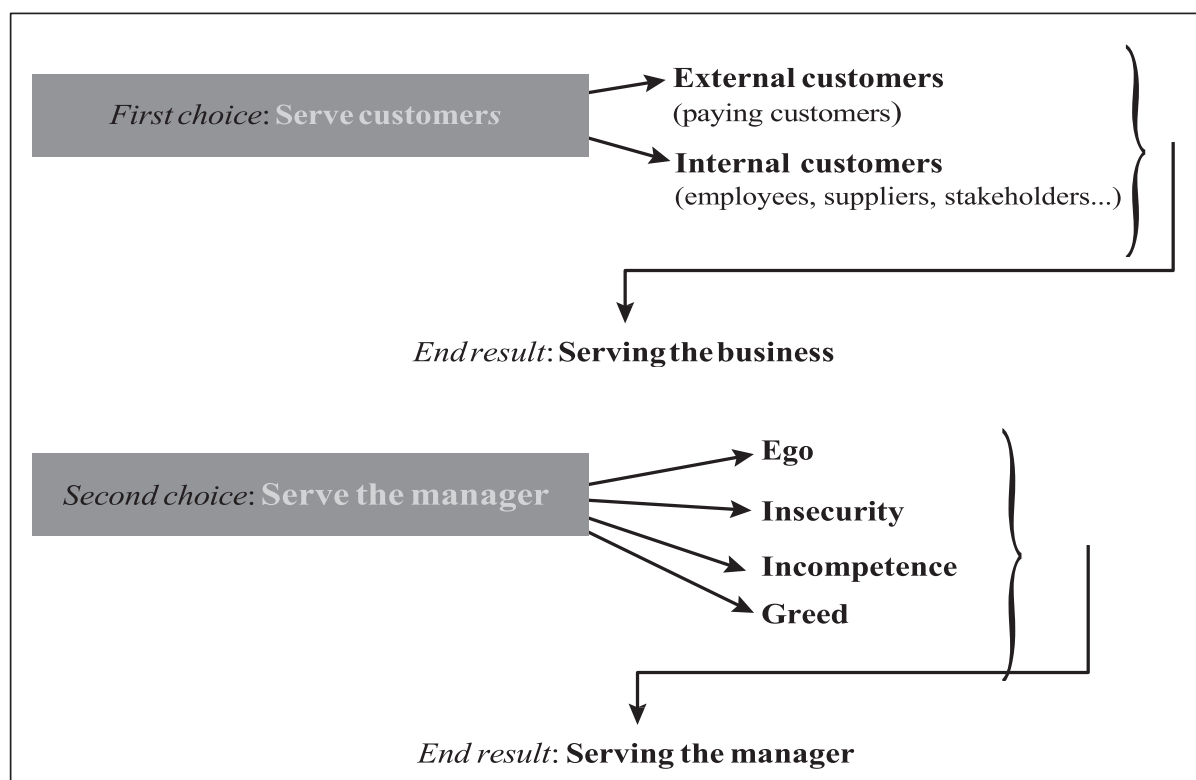 External customers
First choice: Serve customers
(paying customers)
Internal customers
(employees, suppliers, stakeholders...)
End result: Serving the business
Ego
Second choice: Serve the manager
Insecurity
Incompetence
Greed
End result: Serving the manager